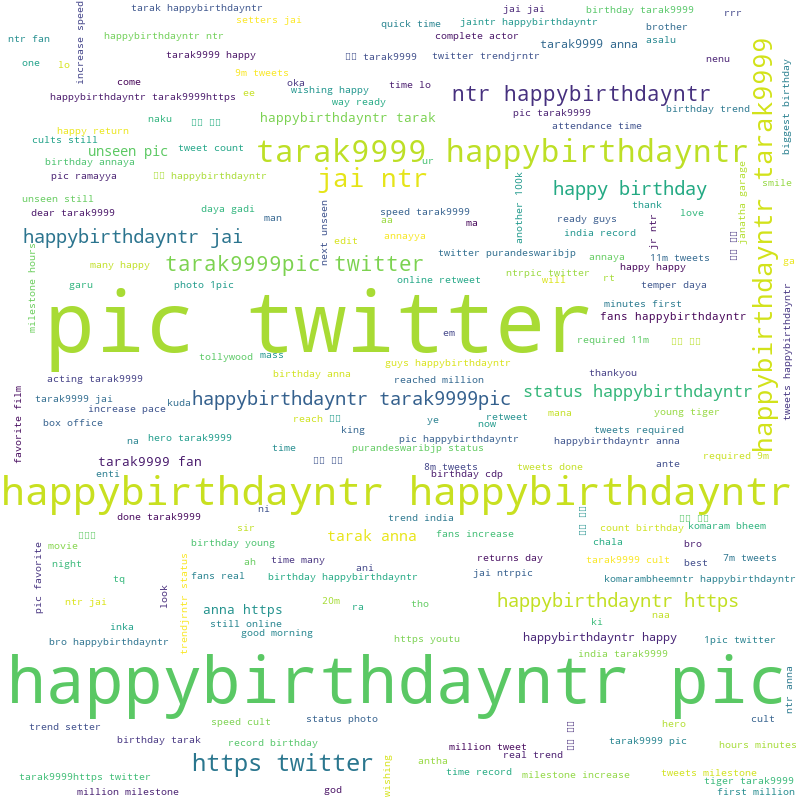 tarak happybirthdayntr
jai jai
birthday tarak9999
rrr
setters jai
quick time
jaintr happybirthdayntr
brother
ntr fan
increase speed
happybirthdayntr ntr
complete actor
tarak9999 anna
asalu
tarak9999 happy
tarak9999
twitter trendjrntr
nenu
one
lo
9m tweets
come
oka
wishing happy
time lo
happybirthdayntr tarak9999https
ee
way ready
ntr happybirthdayntr
pic tarak9999
birthday trend
biggest birthday
naku
happybirthdayntr tarak
attendance time
happy return
cults still
unseen pic
tweet count
tarak9999 happybirthdayntr
happybirthdayntr tarak9999
birthday annaya
ur
pic ramayya
happybirthdayntr
jai ntr
another 100k
happy birthday
janatha garage
smile
unseen still
dear tarak9999
daya gadi
man
next unseen
aa
speed tarak9999
ma
ready guys
thank
love
india record
jr ntr
happybirthdayntr jai
edit
annayya
milestone hours
many happy
tarak9999pic twitter
twitter purandeswaribjp
annaya
11m tweets
ga
ntrpic twitter
happy happy
garu
photo 1pic
online retweet
will
rt
temper daya
pic twitter
minutes first
fans happybirthdayntr
em
required 11m
tweets happybirthdayntr
tollywood
mass
guys happybirthdayntr
acting tarak9999
birthday anna
reached million
thankyou
favorite film
tarak9999 jai
increase pace
kuda
happybirthdayntr tarak9999pic
status happybirthdayntr
box office
reach
ye
retweet
now
mana
young tiger
na
hero tarak9999
king
pic happybirthdayntr
tweets required
happybirthdayntr anna
time
purandeswaribjp status
required 9m
tarak9999 fan
enti
8m tweets
birthday cdp
tweets done
ante
happybirthdayntr happybirthdayntr
ni
done tarak9999
trend india
sir
tarak anna
fans increase
count birthday
komaram bheem
movie
birthday young
chala
bro
pic favorite
night
trendjrntr status
ah
time many
ani
returns day
tarak9999 cult
best
7m tweets
tq
fans real
birthday happybirthdayntr
jai ntrpic
komarambheemntr happybirthdayntr
look
ntr jai
anna https
20m
ra
tho
happybirthdayntr https
naa
inka
still online
ki
bro happybirthdayntr
good morning
https youtu
happybirthdayntr happy
1pic twitter
india tarak9999
happybirthdayntr pic
ntr anna
trend setter
speed cult
status photo
hero
cult
birthday tarak
record birthday
million tweet
real trend
tarak9999 pic
hours minutes
https twitter
wishing
antha
tarak9999https twitter
time record
milestone increase
tweets milestone
tiger tarak9999
million milestone
god
first million